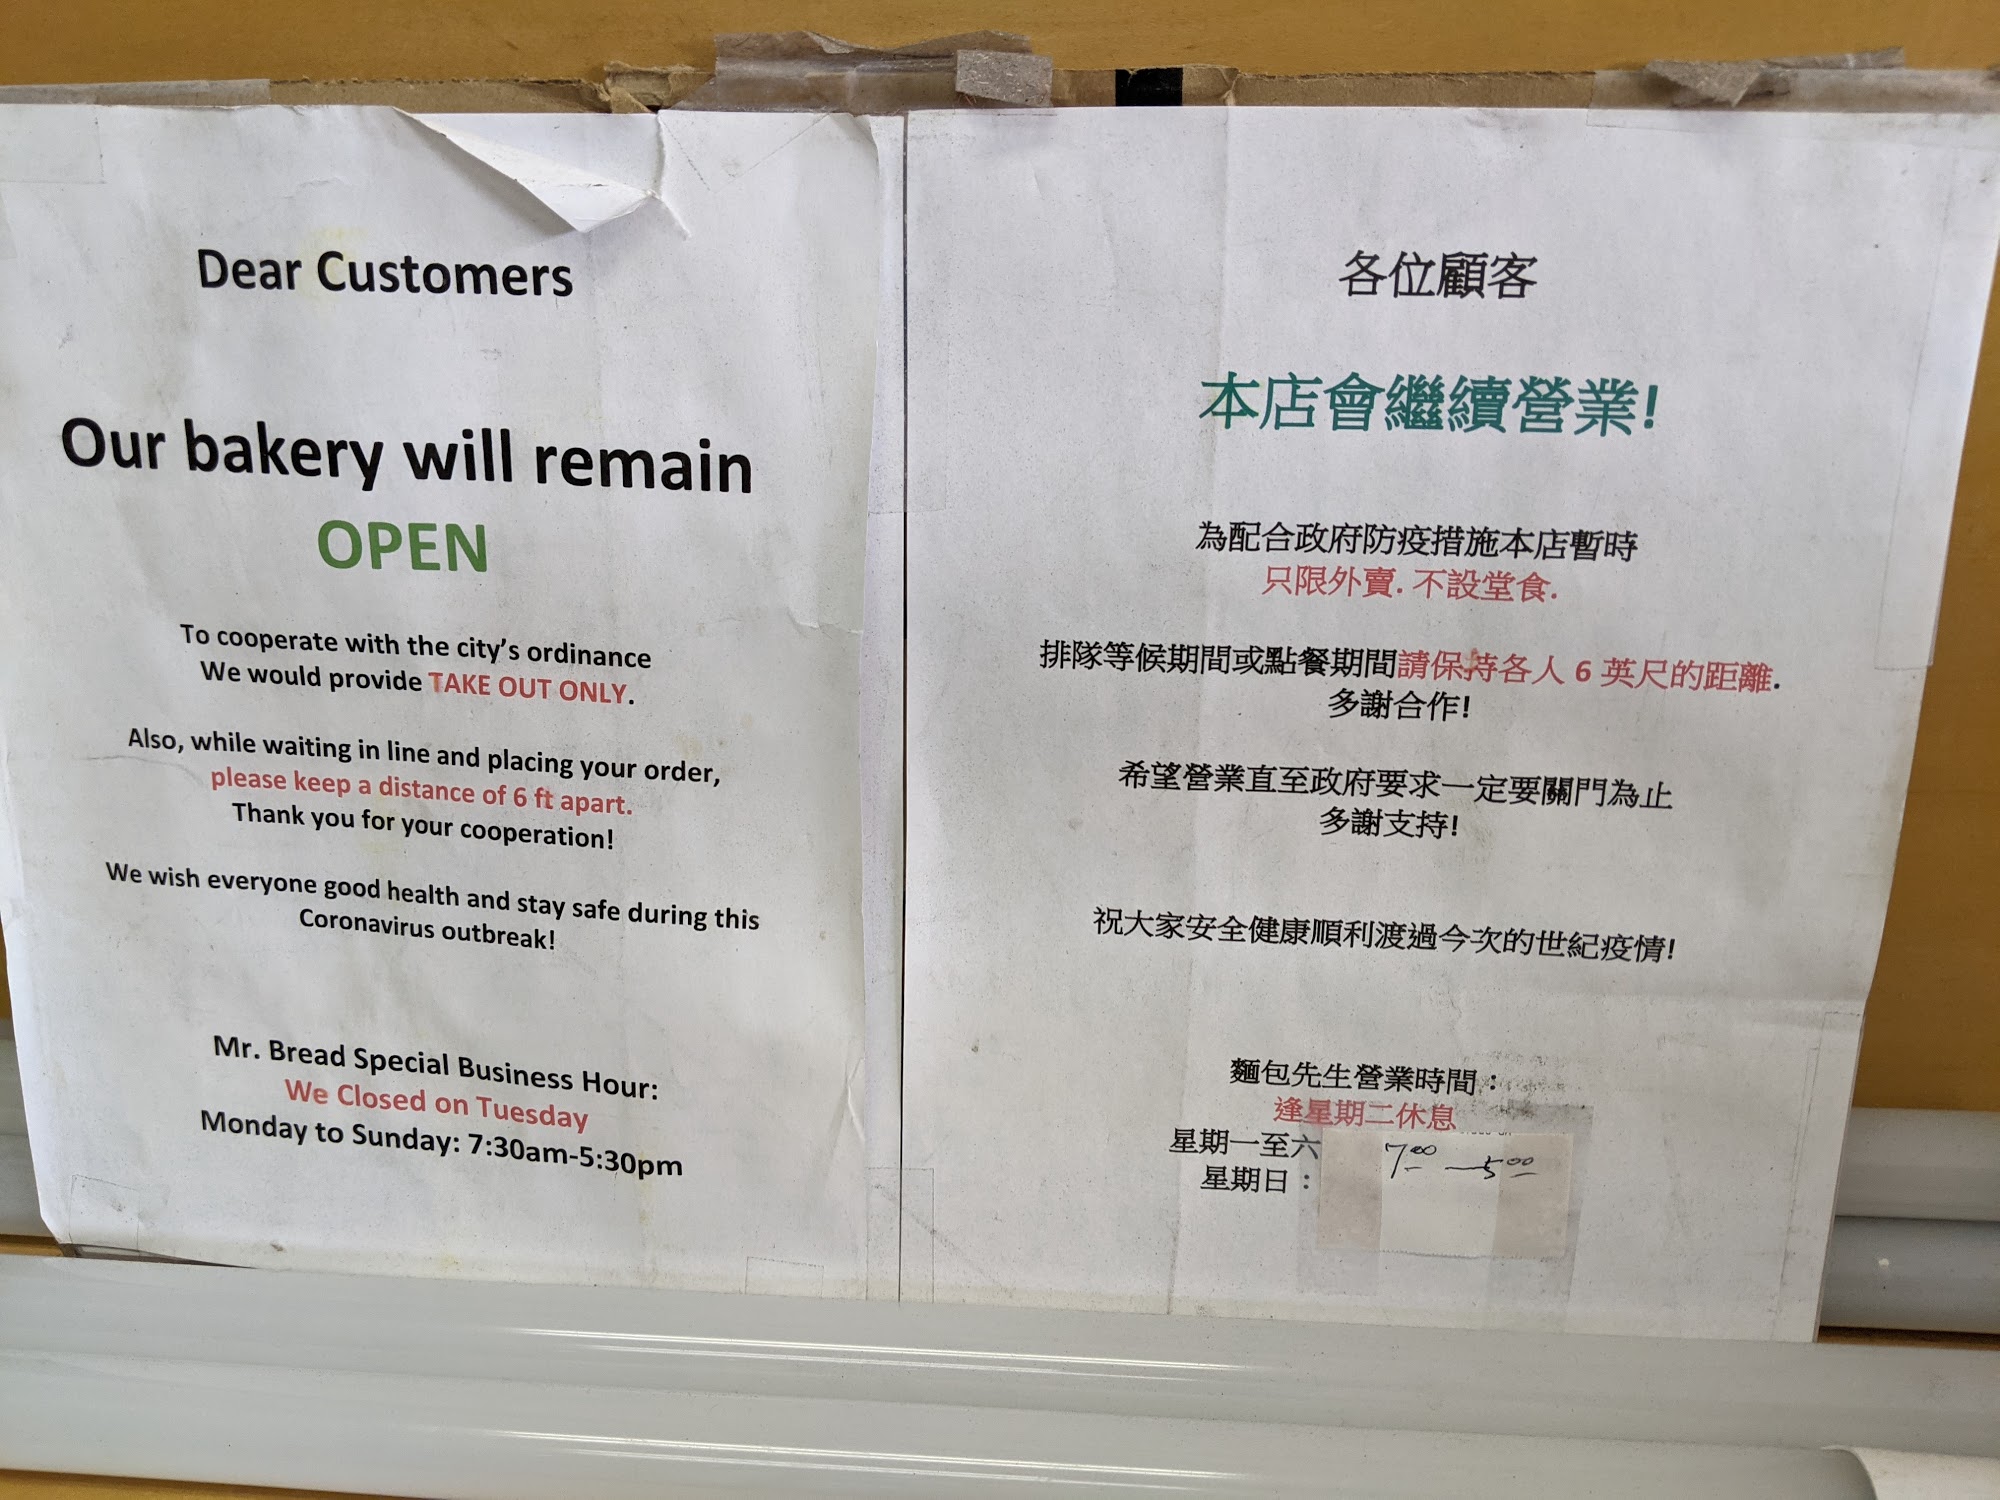 Dear Customers
Our bakery will remain
OPEN
To cooperate with the city's ordinance
We would provide TAKE OUT ONLY.
Also, while waiting in line and placing your order,
please keep a distance of 6 ft apart.
Thank you for your cooperation!
We wish everyone good health and stay safe during this
Coronavirus outbreak!
Mr. Bread Special Business Hour:
We Closed on Tuesday
Monday to Sunday: 7:30am-5:30pm
各位顧客
本店會繼續營業!
為配合政府防疫措施本店暫時
只限外賣. 不設堂食.
排隊等候期間或點餐期間請保持各人 6 英尺的距離.
多謝合作!
希望營業直至政府要求一定要關門為止
多謝支持!
祝大家安全健康順利渡過今次的世紀疫情!
麵包先生營業時間：
逢星期二休息
星期一至六
7:00 — 5:00
星期日：